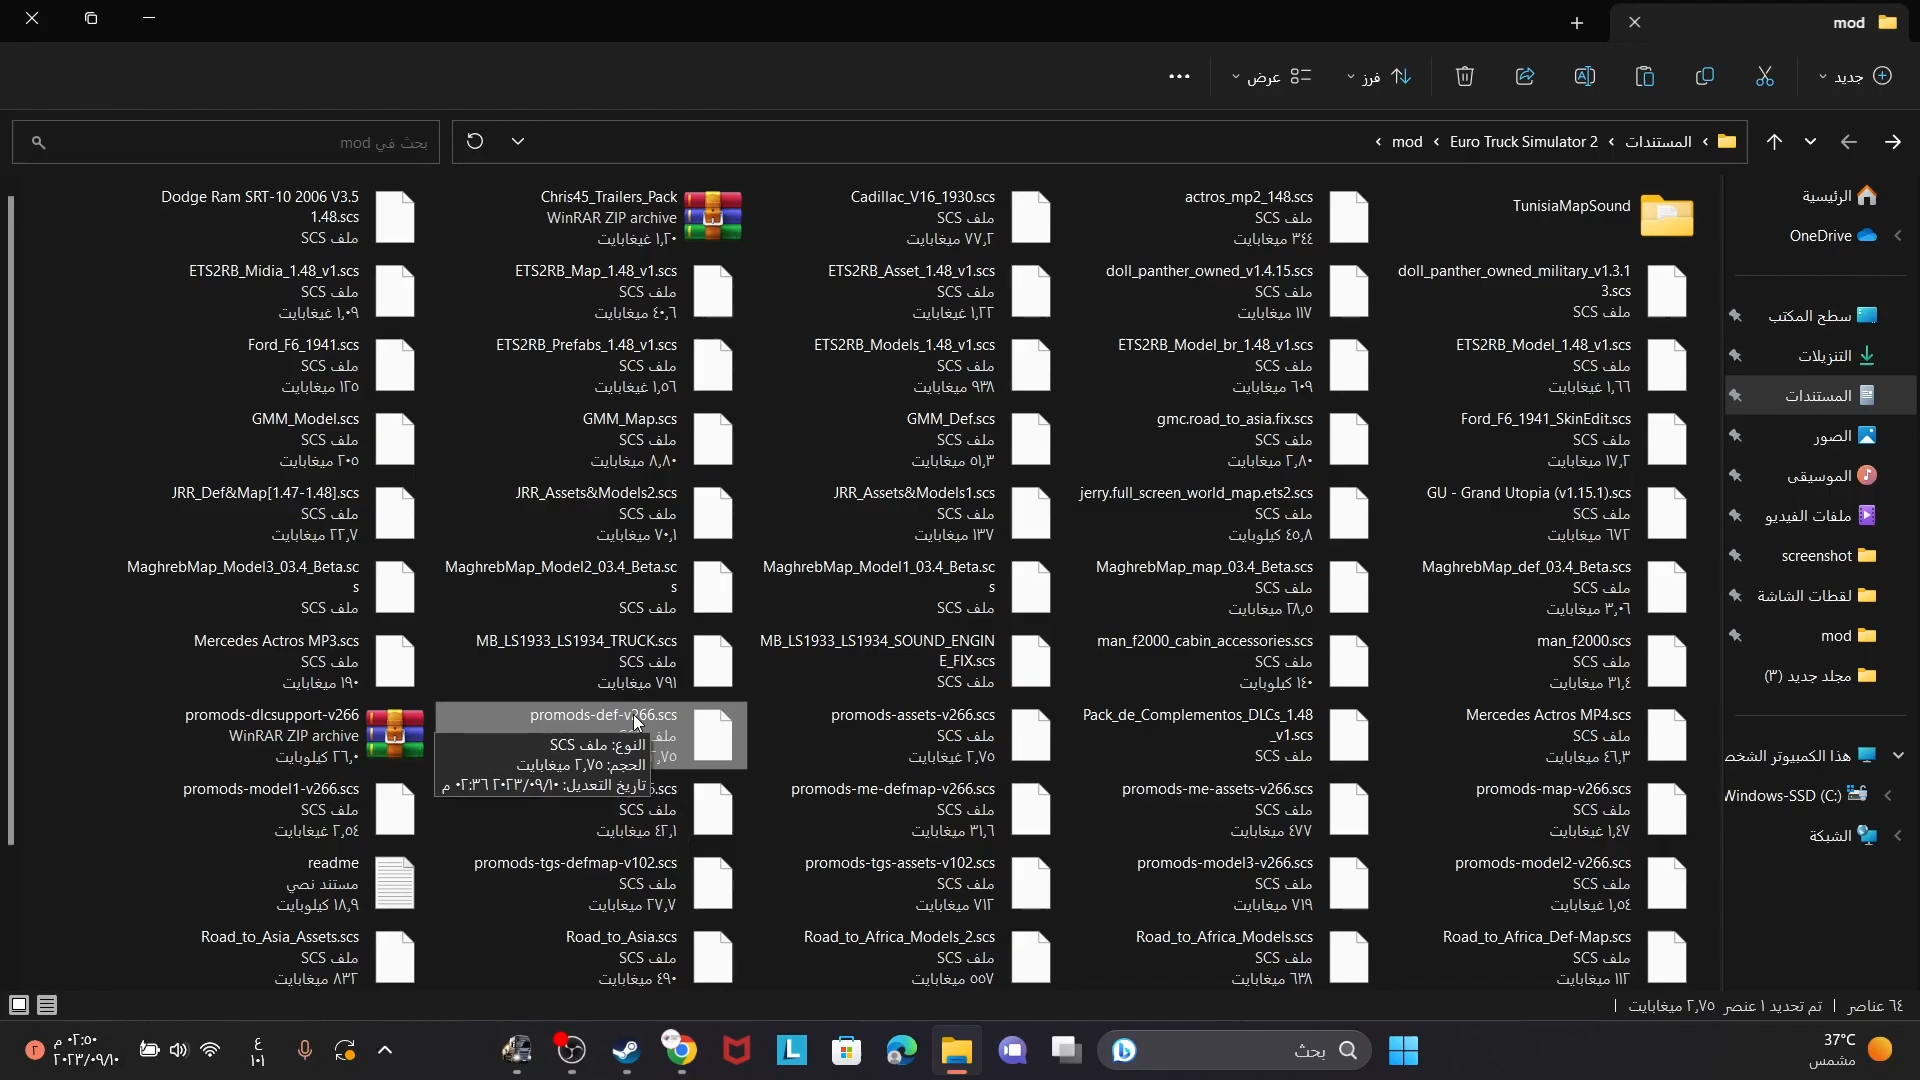 mod
جديد
فرز
عرض
المستندات
Euro Truck Simulator 2
mod
بحث في mod
الرئيسية
OneDrive
سطح المكتب
التنزيلات
المستندات
الصور
الموسيقى
ملفات الفيديو
screenshot
لقطات الشاشة
mod
مجلد جديد (٣)
هذا الكمبيوتر الشخص
Windows-SSD (C:)
الشبكة
TunisiaMapSound
actros_mp2_148.scs
ملف SCS
٣٤٤ ميغابايت
Cadillac_V16_1930.scs
ملف SCS
٧٧,٢ ميغابايت
Chris45_Trailers_Pack
WinRAR ZIP archive
١,٢٠ غيغابايت
Dodge Ram SRT-10 2006 V3.5
1.48.scs
ملف SCS
doll_panther_owned_military_v1.3.1
3.scs
ملف SCS
doll_panther_owned_v1.4.15.scs
ملف SCS
١١٧ ميغابايت
ETS2RB_Asset_1.48_v1.scs
ملف SCS
١,٢٢ غيغابايت
ETS2RB_Map_1.48_v1.scs
ملف SCS
٤٠,٦ ميغابايت
ETS2RB_Midia_1.48_v1.scs
ملف SCS
١,٠٩ غيغابايت
ETS2RB_Model_1.48_v1.scs
ملف SCS
١,٦٦ غيغابايت
ETS2RB_Model_br_1.48_v1.scs
ملف SCS
٦٠٩ ميغابايت
ETS2RB_Models_1.48_v1.scs
ملف SCS
٩٣٨ ميغابايت
ETS2RB_Prefabs_1.48_v1.scs
ملف SCS
١,٥٦ غيغابايت
Ford_F6_1941.scs
ملف SCS
١٢٥ ميغابايت
Ford_F6_1941_SkinEdit.scs
ملف SCS
١٧,٢ ميغابايت
gmc.road_to_asia.fix.scs
ملف SCS
٢,٨٠ ميغابايت
GMM_Def.scs
ملف SCS
٥١,٣ ميغابايت
GMM_Map.scs
ملف SCS
٨,٨٠ ميغابايت
GMM_Model.scs
ملف SCS
٢٠٥ ميغابايت
GU - Grand Utopia (v1.15.1).scs
ملف SCS
٦٧٢ ميغابايت
jerry.full_screen_world_map.ets2.scs
ملف SCS
٤٥,٨ كيلوبايت
JRR_Assets&Models1.scs
ملف SCS
١٣٧ ميغابايت
JRR_Assets&Models2.scs
ملف SCS
٧٠,١ ميغابايت
JRR_Def&Map[1.47-1.48].scs
ملف SCS
٢٢,٧ ميغابايت
MaghrebMap_def_03.4_Beta.scs
ملف SCS
٣,٠٦ ميغابايت
MaghrebMap_map_03.4_Beta.scs
ملف SCS
٢٨,٥ ميغابايت
MaghrebMap_Model1_03.4_Beta.sc
s
ملف SCS
MaghrebMap_Model2_03.4_Beta.sc
s
ملف SCS
MaghrebMap_Model3_03.4_Beta.sc
s
ملف SCS
man_f2000.scs
ملف SCS
٣١,٤ ميغابايت
man_f2000_cabin_accessories.scs
ملف SCS
١٤٠ كيلوبايت
MB_LS1933_LS1934_SOUND_ENGIN
E_FIX.scs
ملف SCS
MB_LS1933_LS1934_TRUCK.scs
ملف SCS
٧٩١ ميغابايت
Mercedes Actros MP3.scs
ملف SCS
١٩٠ ميغابايت
Mercedes Actros MP4.scs
ملف SCS
٤٦,٣ ميغابايت
Pack_de_Complementos_DLCs_1.48
_v1.scs
ملف SCS
promods-assets-v266.scs
ملف SCS
٢,٧٥ غيغابايت
promods-def-v266.scs
النوع: ملف SCS
الحجم: ٢,٧٥ ميغابايت
تاريخ التعديل: ٢٠٢٣/٠٩/١٠ ٠٢:٣٦ م
promods-dlcsupport-v266
WinRAR ZIP archive
٢٦,٠ كيلوبايت
promods-map-v266.scs
ملف SCS
١,٤٧ غيغابايت
promods-me-assets-v266.scs
ملف SCS
٤٧٧ ميغابايت
promods-me-defmap-v266.scs
ملف SCS
٣١,٦ ميغابايت
6.scs
ملف SCS
٤٢,١ ميغابايت
promods-model1-v266.scs
ملف SCS
٢,٥٤ غيغابايت
promods-model2-v266.scs
ملف SCS
١,٥٤ غيغابايت
promods-model3-v266.scs
ملف SCS
٧١٩ ميغابايت
promods-tgs-assets-v102.scs
ملف SCS
٧١٢ ميغابايت
promods-tgs-defmap-v102.scs
ملف SCS
٢٧,٧ ميغابايت
readme
مستند نصي
١٨,٩ كيلوبايت
Road_to_Africa_Def-Map.scs
ملف SCS
١١٢ ميغابايت
Road_to_Africa_Models.scs
ملف SCS
٦٣٨ ميغابايت
Road_to_Africa_Models_2.scs
ملف SCS
٥٥٧ ميغابايت
Road_to_Asia.scs
ملف SCS
٤٩٠ ميغابايت
Road_to_Asia_Assets.scs
ملف SCS
٨٣٢ ميغابايت
٦٤ عناصر
تم تحديد ١ عنصر ٢,٧٥ ميغابايت
37°C
مشمس
بحث
ع
١٠١
٠٢:٥٠ م
٢٠٢٣/٠٩/١٠
٢